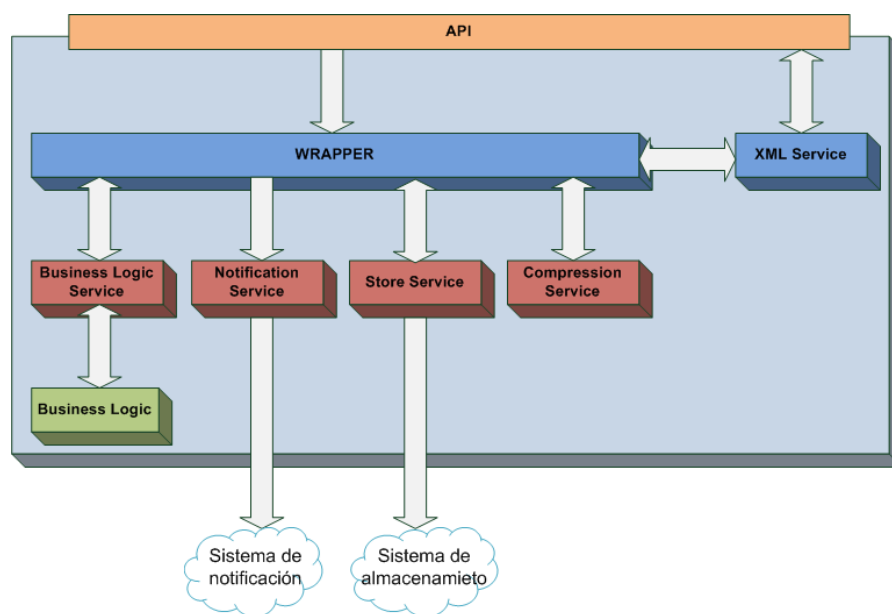 API
WRAPPER
XML Service
Business Logic
Service
Notification
Service
Store Service
Compression
Service
Business Logic
Sistema de
notificación
Sistema de
almacenamieto